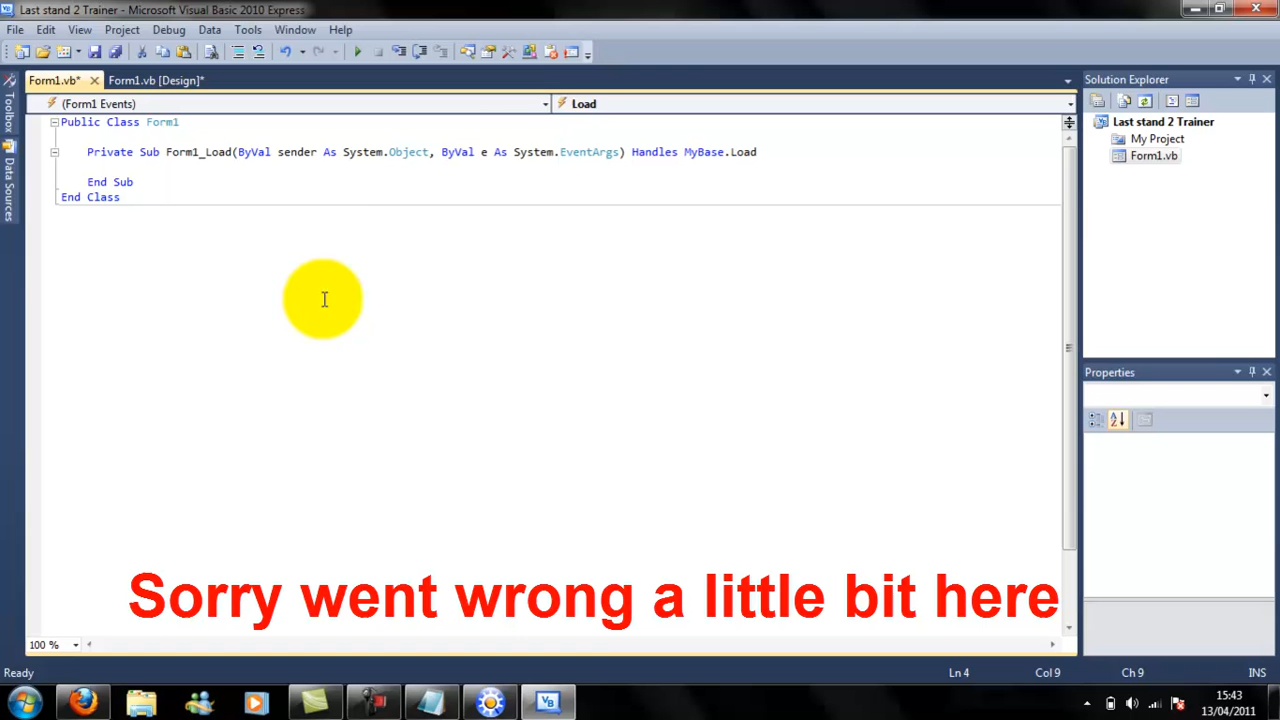 Last stand 2 Trainer - Microsoft Visual Basic 2010 Express
File Edit View Project Debug Data Tools Window Help
Form1.vb* Form1.vb [Design]*
Solution Explorer
(Form1 Events) Load
Toolbox
Data Sources
Public Class Form1
Private Sub Form1_Load(ByVal sender As System.Object, ByVal e As System.EventArgs) Handles MyBase.Load
End Sub
End Class
Last stand 2 Trainer
My Project
Form1.vb
Properties
Sorry went wrong a little bit here
100 %
Ready Ln 4 Col 9 Ch 9 INS
15:43
13/04/2011